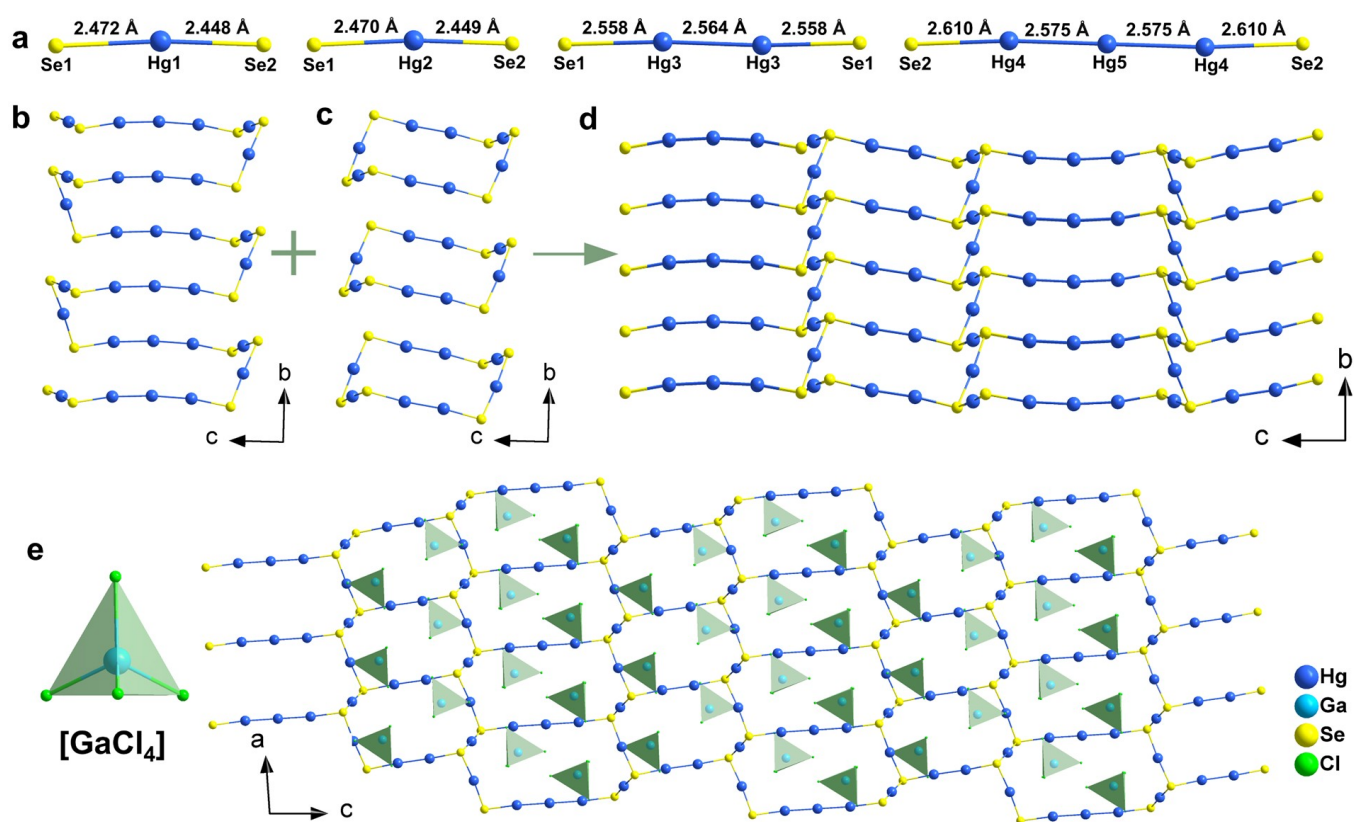 a
2.472 Å 2.448 Å
Se1 Hg1 Se2
2.470 Å 2.449 Å
Se1 Hg2 Se2
2.558 Å 2.564 Å 2.558 Å
Se1 Hg3 Hg3 Se1
2.610 Å 2.575 Å 2.575 Å 2.610 Å
Se2 Hg4 Hg5 Hg4 Se2
b
b
c
c
b
c
d
b
c
e
[GaCl4]
a
c
Hg
Ga
Se
Cl